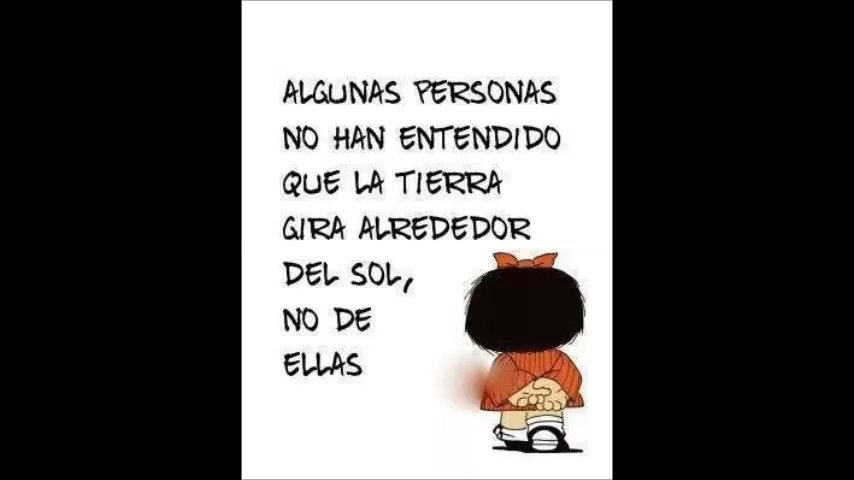 ALGUNAS PERSONAS
NO HAN ENTENDIDO
QUE LA TIERRA
GIRA ALREDEDOR
DEL SOL,
NO DE
ELLAS